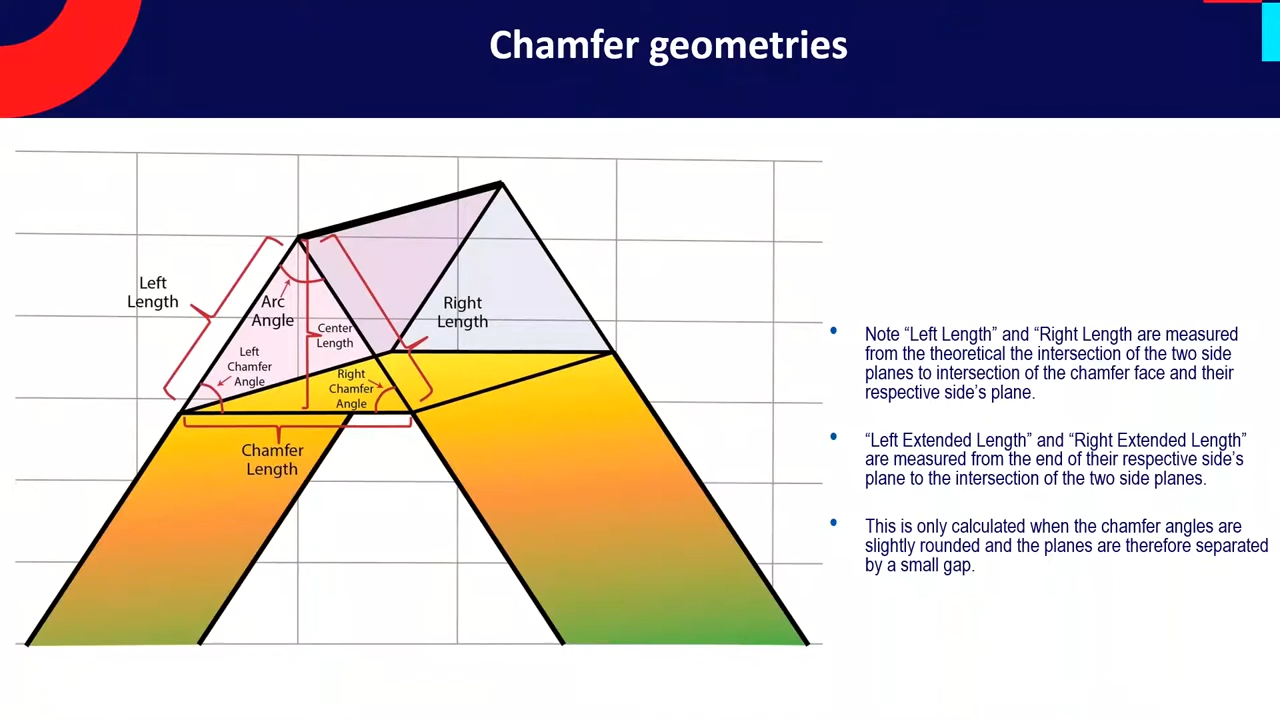 Chamfer geometries
Left
Length
Arc
Angle
Center
Length
Right
Length
Left
Chamfer
Angle
Right
Chamfer
Angle
Chamfer
Length
• Note “Left Length” and “Right Length are measured
from the theoretical the intersection of the two side
planes to intersection of the chamfer face and their
respective side’s plane.
• “Left Extended Length” and “Right Extended Length”
are measured from the end of their respective side’s
plane to the intersection of the two side planes.
• This is only calculated when the chamfer angles are
slightly rounded and the planes are therefore separated
by a small gap.